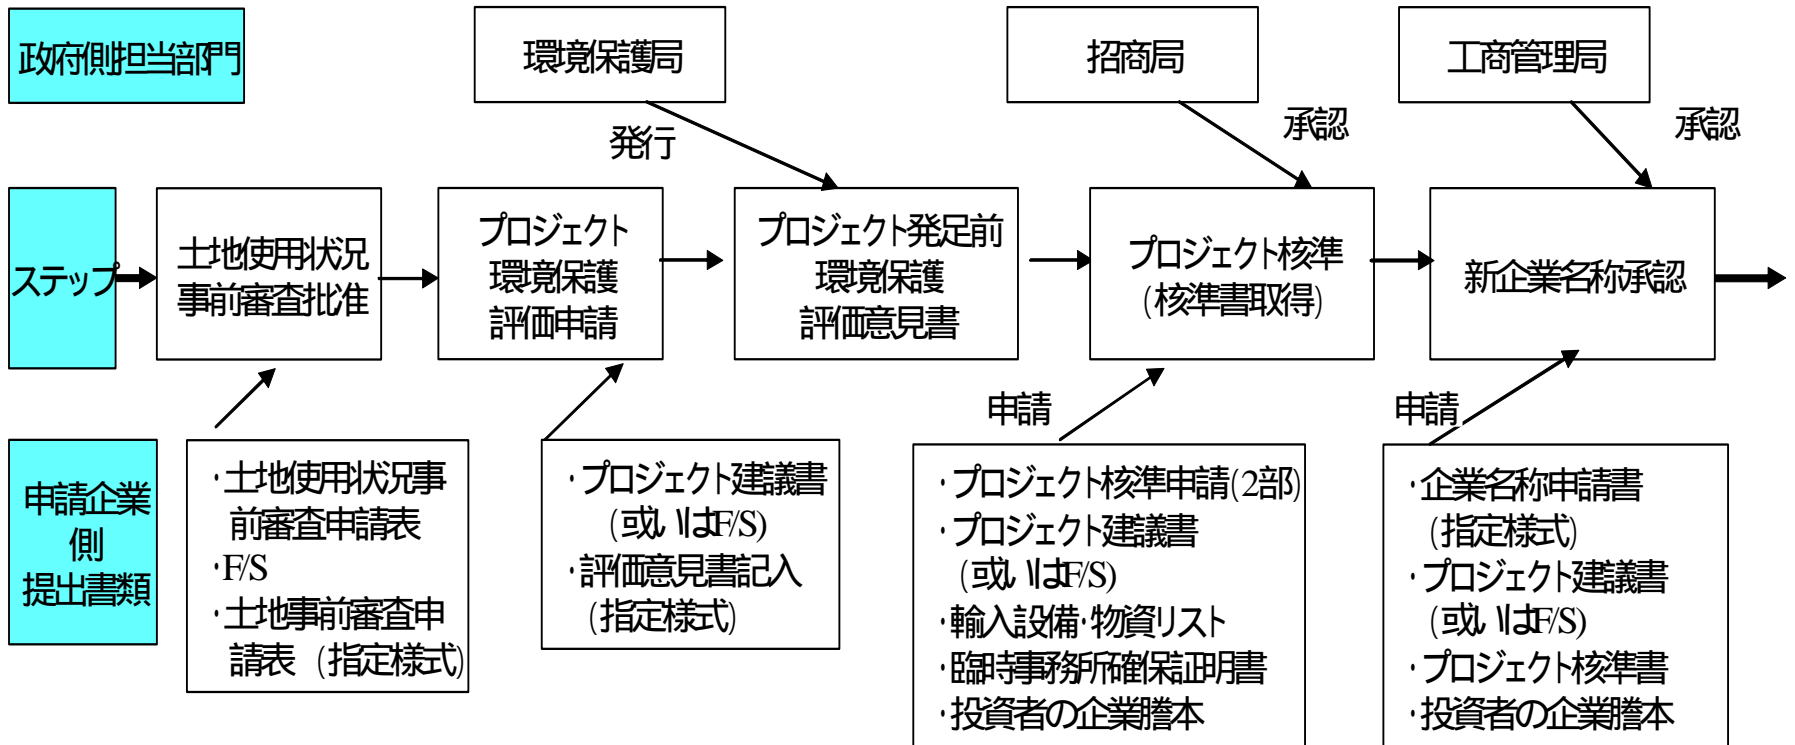 政府側担当部門
環境保護局
招商局
工商管理局
発行
承認
承認
ステップ
土地使用状況
事前審査批准
プロジェクト
環境保護
評価申請
プロジェクト発足前
環境保護
評価意見書
プロジェクト核準
(核準書取得)
新企業名称承認
申請
申請
申請企業
側
提出書類
・土地使用状況事
前審査申請表
・F/S
・土地事前審査申
請表 (指定様式)
・プロジェクト建議書
(或いはF/S)
・評価意見書記入
(指定様式)
・プロジェクト核準申請(2部)
・プロジェクト建議書
(或いはF/S)
・輸入設備・物資リスト
・臨時事務所確保証明書
・投資者の企業謄本
・企業名称申請書
(指定様式)
・プロジェクト建議書
(或いはF/S)
・プロジェクト核準書
・投資者の企業謄本